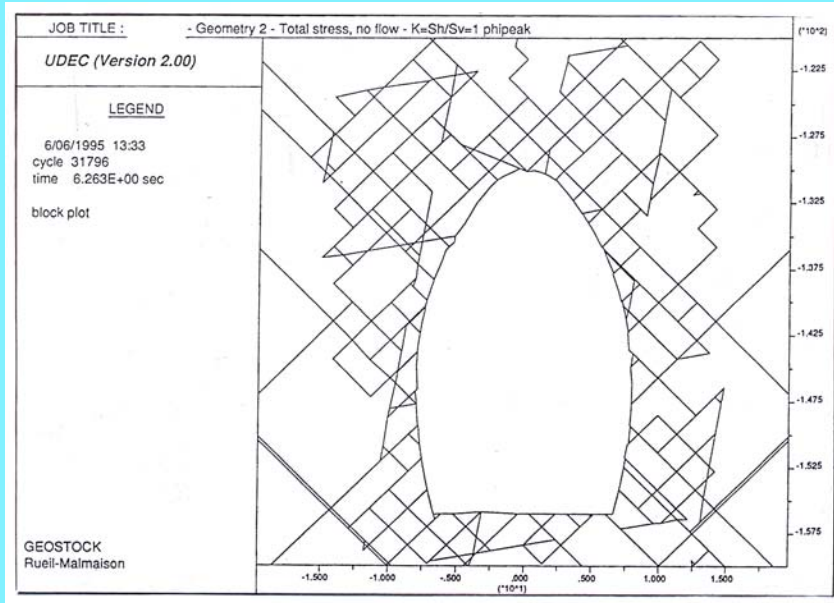 JOB TITLE : - Geometry 2 - Total stress, no flow - K=Sh/Sv=1 phipeak
(*10^2)
UDEC (Version 2.00)
LEGEND
6/06/1995 13:33
cycle 31796
time 6.263E+00 sec
block plot
-1.225
-1.275
-1.325
-1.375
-1.425
-1.475
-1.525
-1.575
GEOSTOCK
Rueil-Malmaison
-1.500 -1.000 -.500 .000 .500 1.000 1.500
(*10^1)